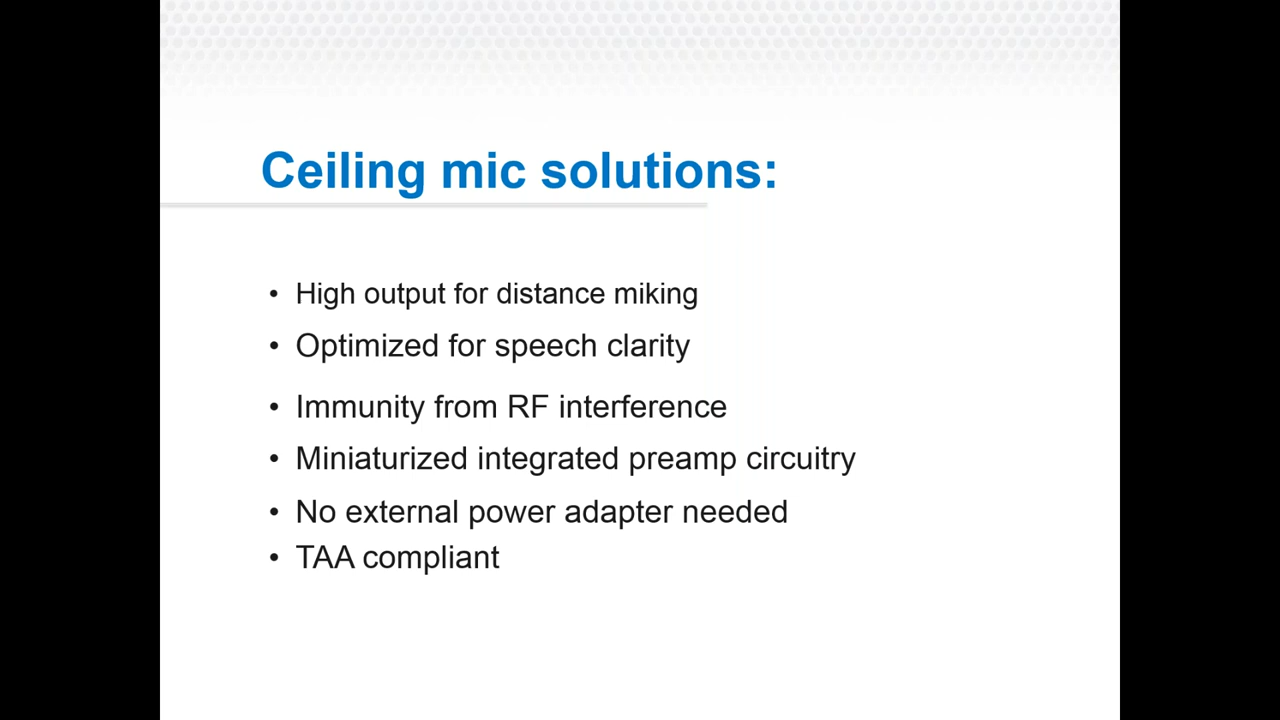 Ceiling mic solutions:
• High output for distance miking
• Optimized for speech clarity
• Immunity from RF interference
• Miniaturized integrated preamp circuitry
• No external power adapter needed
• TAA compliant